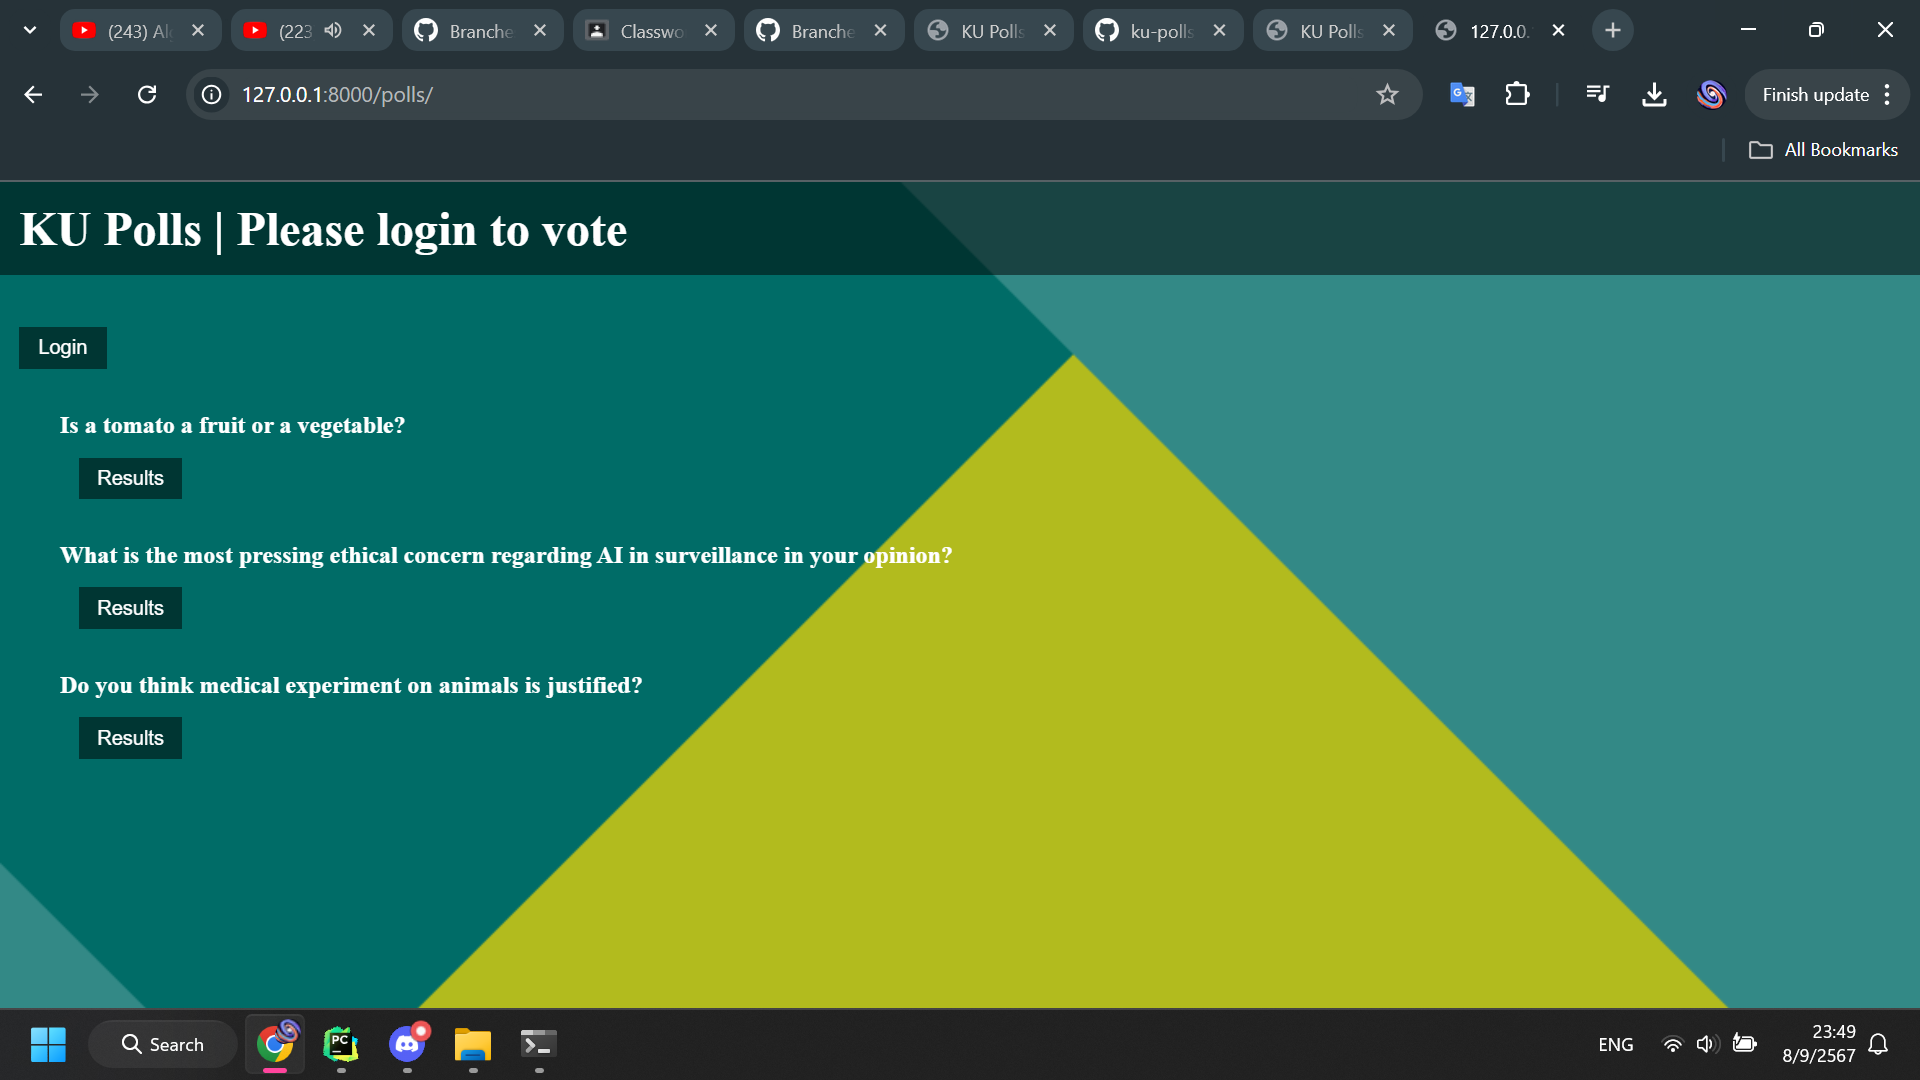 (243) Al
(223
Branche
Classwo
Branche
KU Polls
ku-polls
KU Polls
127.0.0.
127.0.0.1:8000/polls/
Finish update
All Bookmarks
KU Polls | Please login to vote
Login
Is a tomato a fruit or a vegetable?
Results
What is the most pressing ethical concern regarding AI in surveillance in your opinion?
Results
Do you think medical experiment on animals is justified?
Results
Search
PC
ENG
23:49
8/9/2567